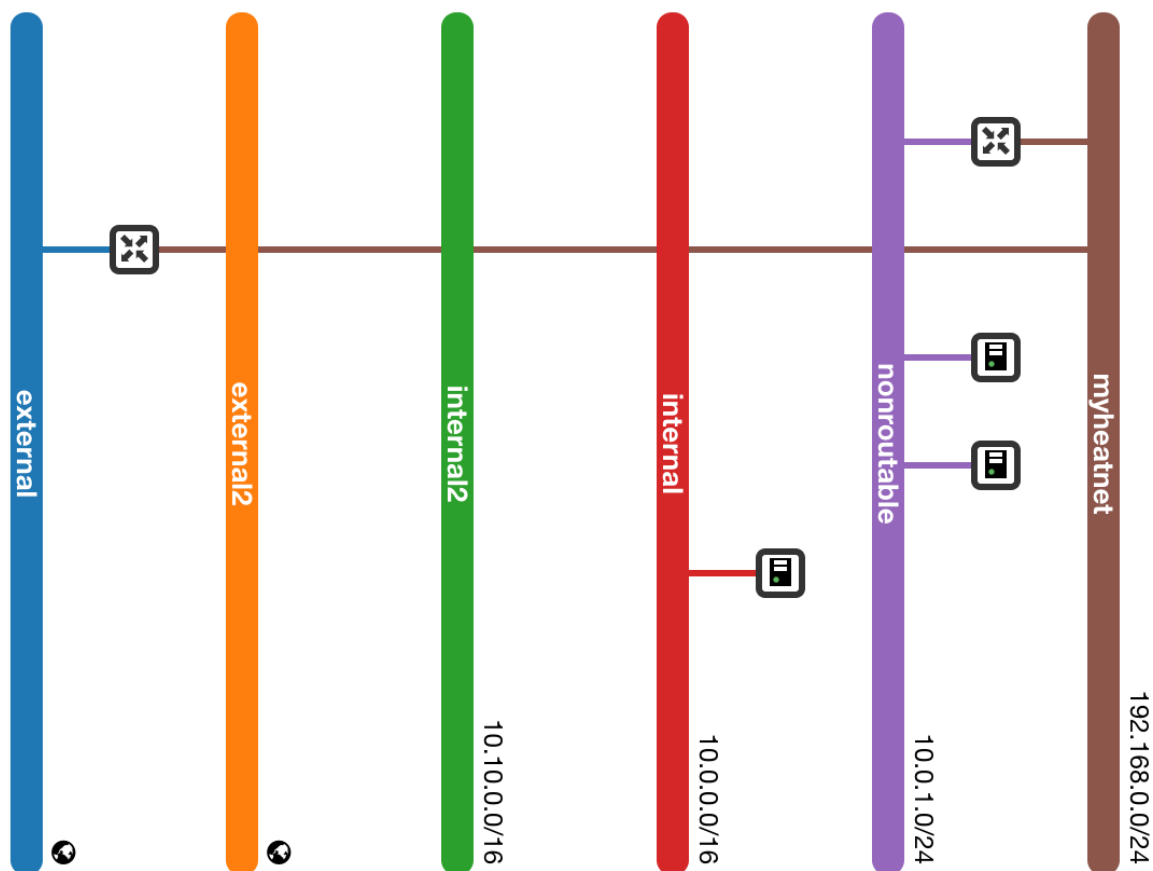 external
external2
internal2
10.10.0.0/16
internal
10.0.0.0/16
nonroutable
10.0.1.0/24
myheatnet
192.168.0.0/24